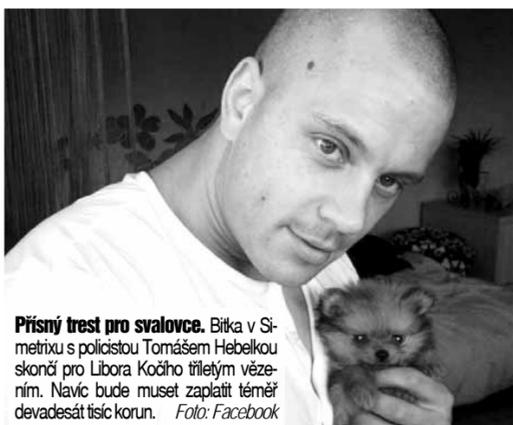 Přísný trest pro svalovce. Bitka v Si-
metrixu s policistou Tomášem Hebelkou
skončí pro Libora Kočího tříletým věze-
ním. Navíc bude muset zaplatit téměř
devadesát tisíc korun. Foto: Facebook